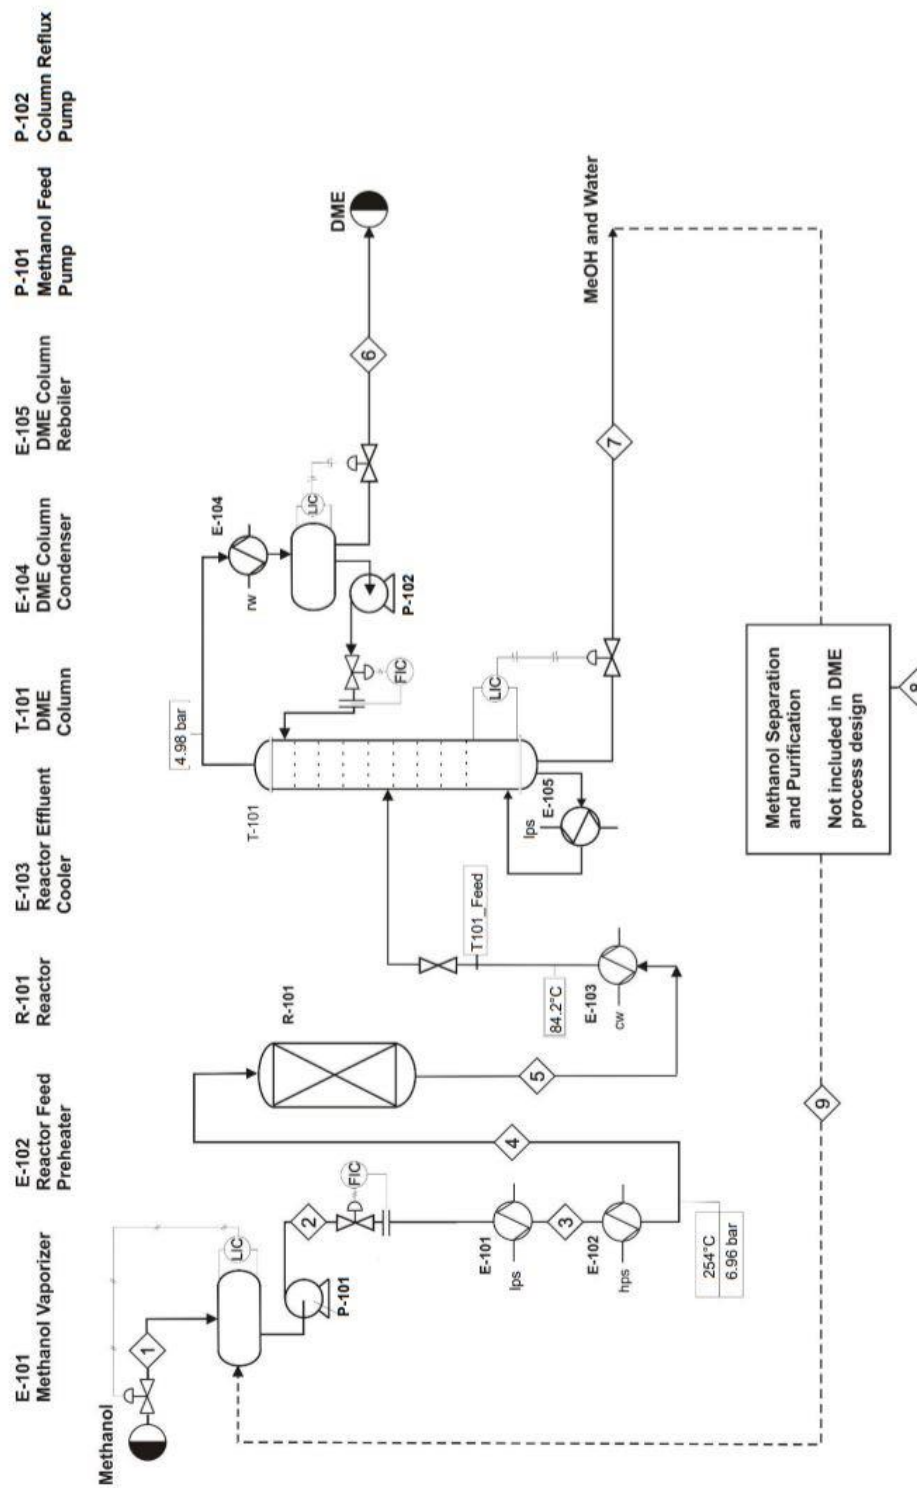 E-101
Methanol Vaporizer
E-102
Reactor Feed
Preheater
R-101
Reactor
E-103
Reactor Effluent
Cooler
T-101
DME
Column
E-104
DME Column
Condenser
E-105
DME Column
Reboiler
P-101
Methanol Feed
Pump
P-102
Column Reflux
Pump
Methanol
1
LIC
P-101
2
FIC
E-101
lps
3
E-102
hps
254°C
6.96 bar
4
R-101
5
E-103
cw
84.2°C
T101_Feed
T-101
4.98 bar
E-104
rw
LIC
P-102
FIC
6
DME
LIC
E-105
lps
7
MeOH and Water
Methanol Separation
and Purification
Not included in DME
process design
9